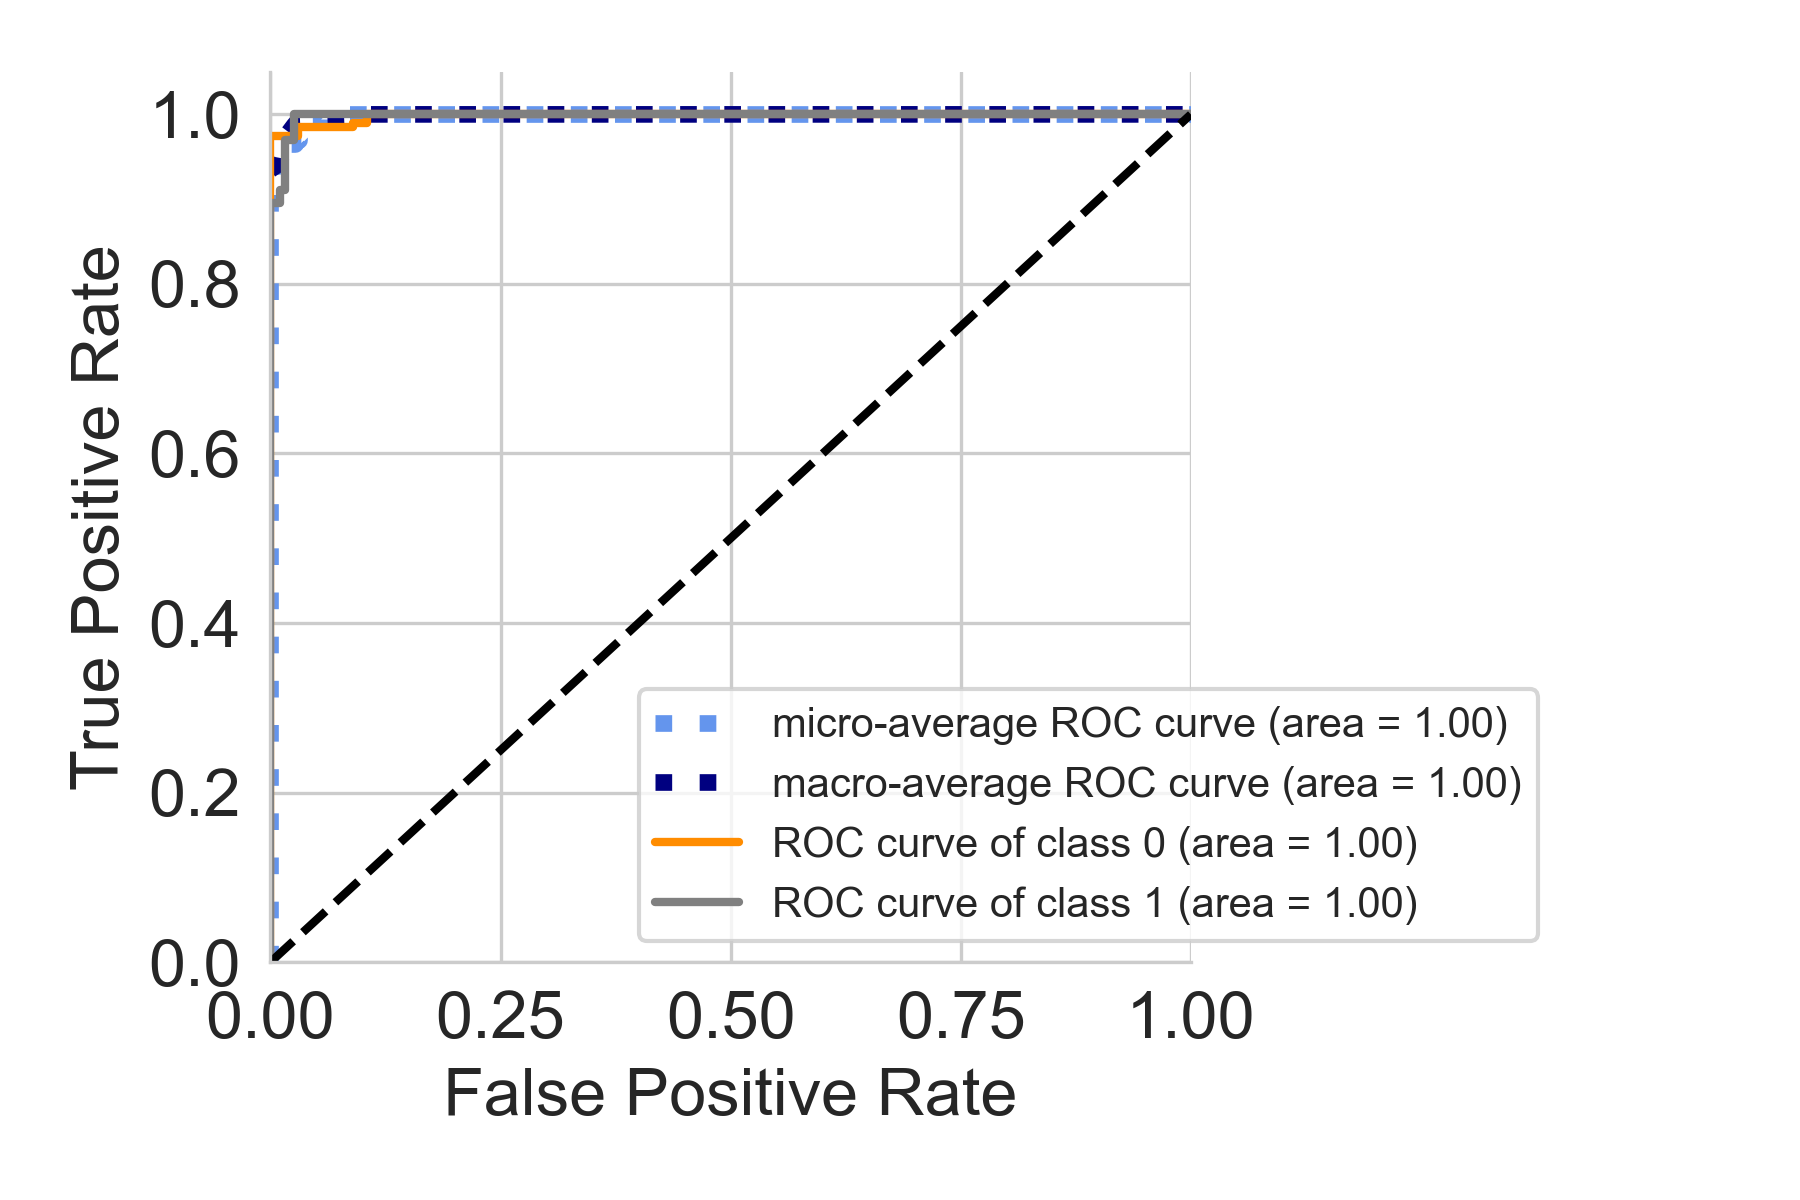 True Positive Rate
1.0
0.8
0.6
0.4
0.2
0.0
0.00 0.25 0.50 0.75 1.00
False Positive Rate
micro-average ROC curve (area = 1.00)
macro-average ROC curve (area = 1.00)
ROC curve of class 0 (area = 1.00)
ROC curve of class 1 (area = 1.00)